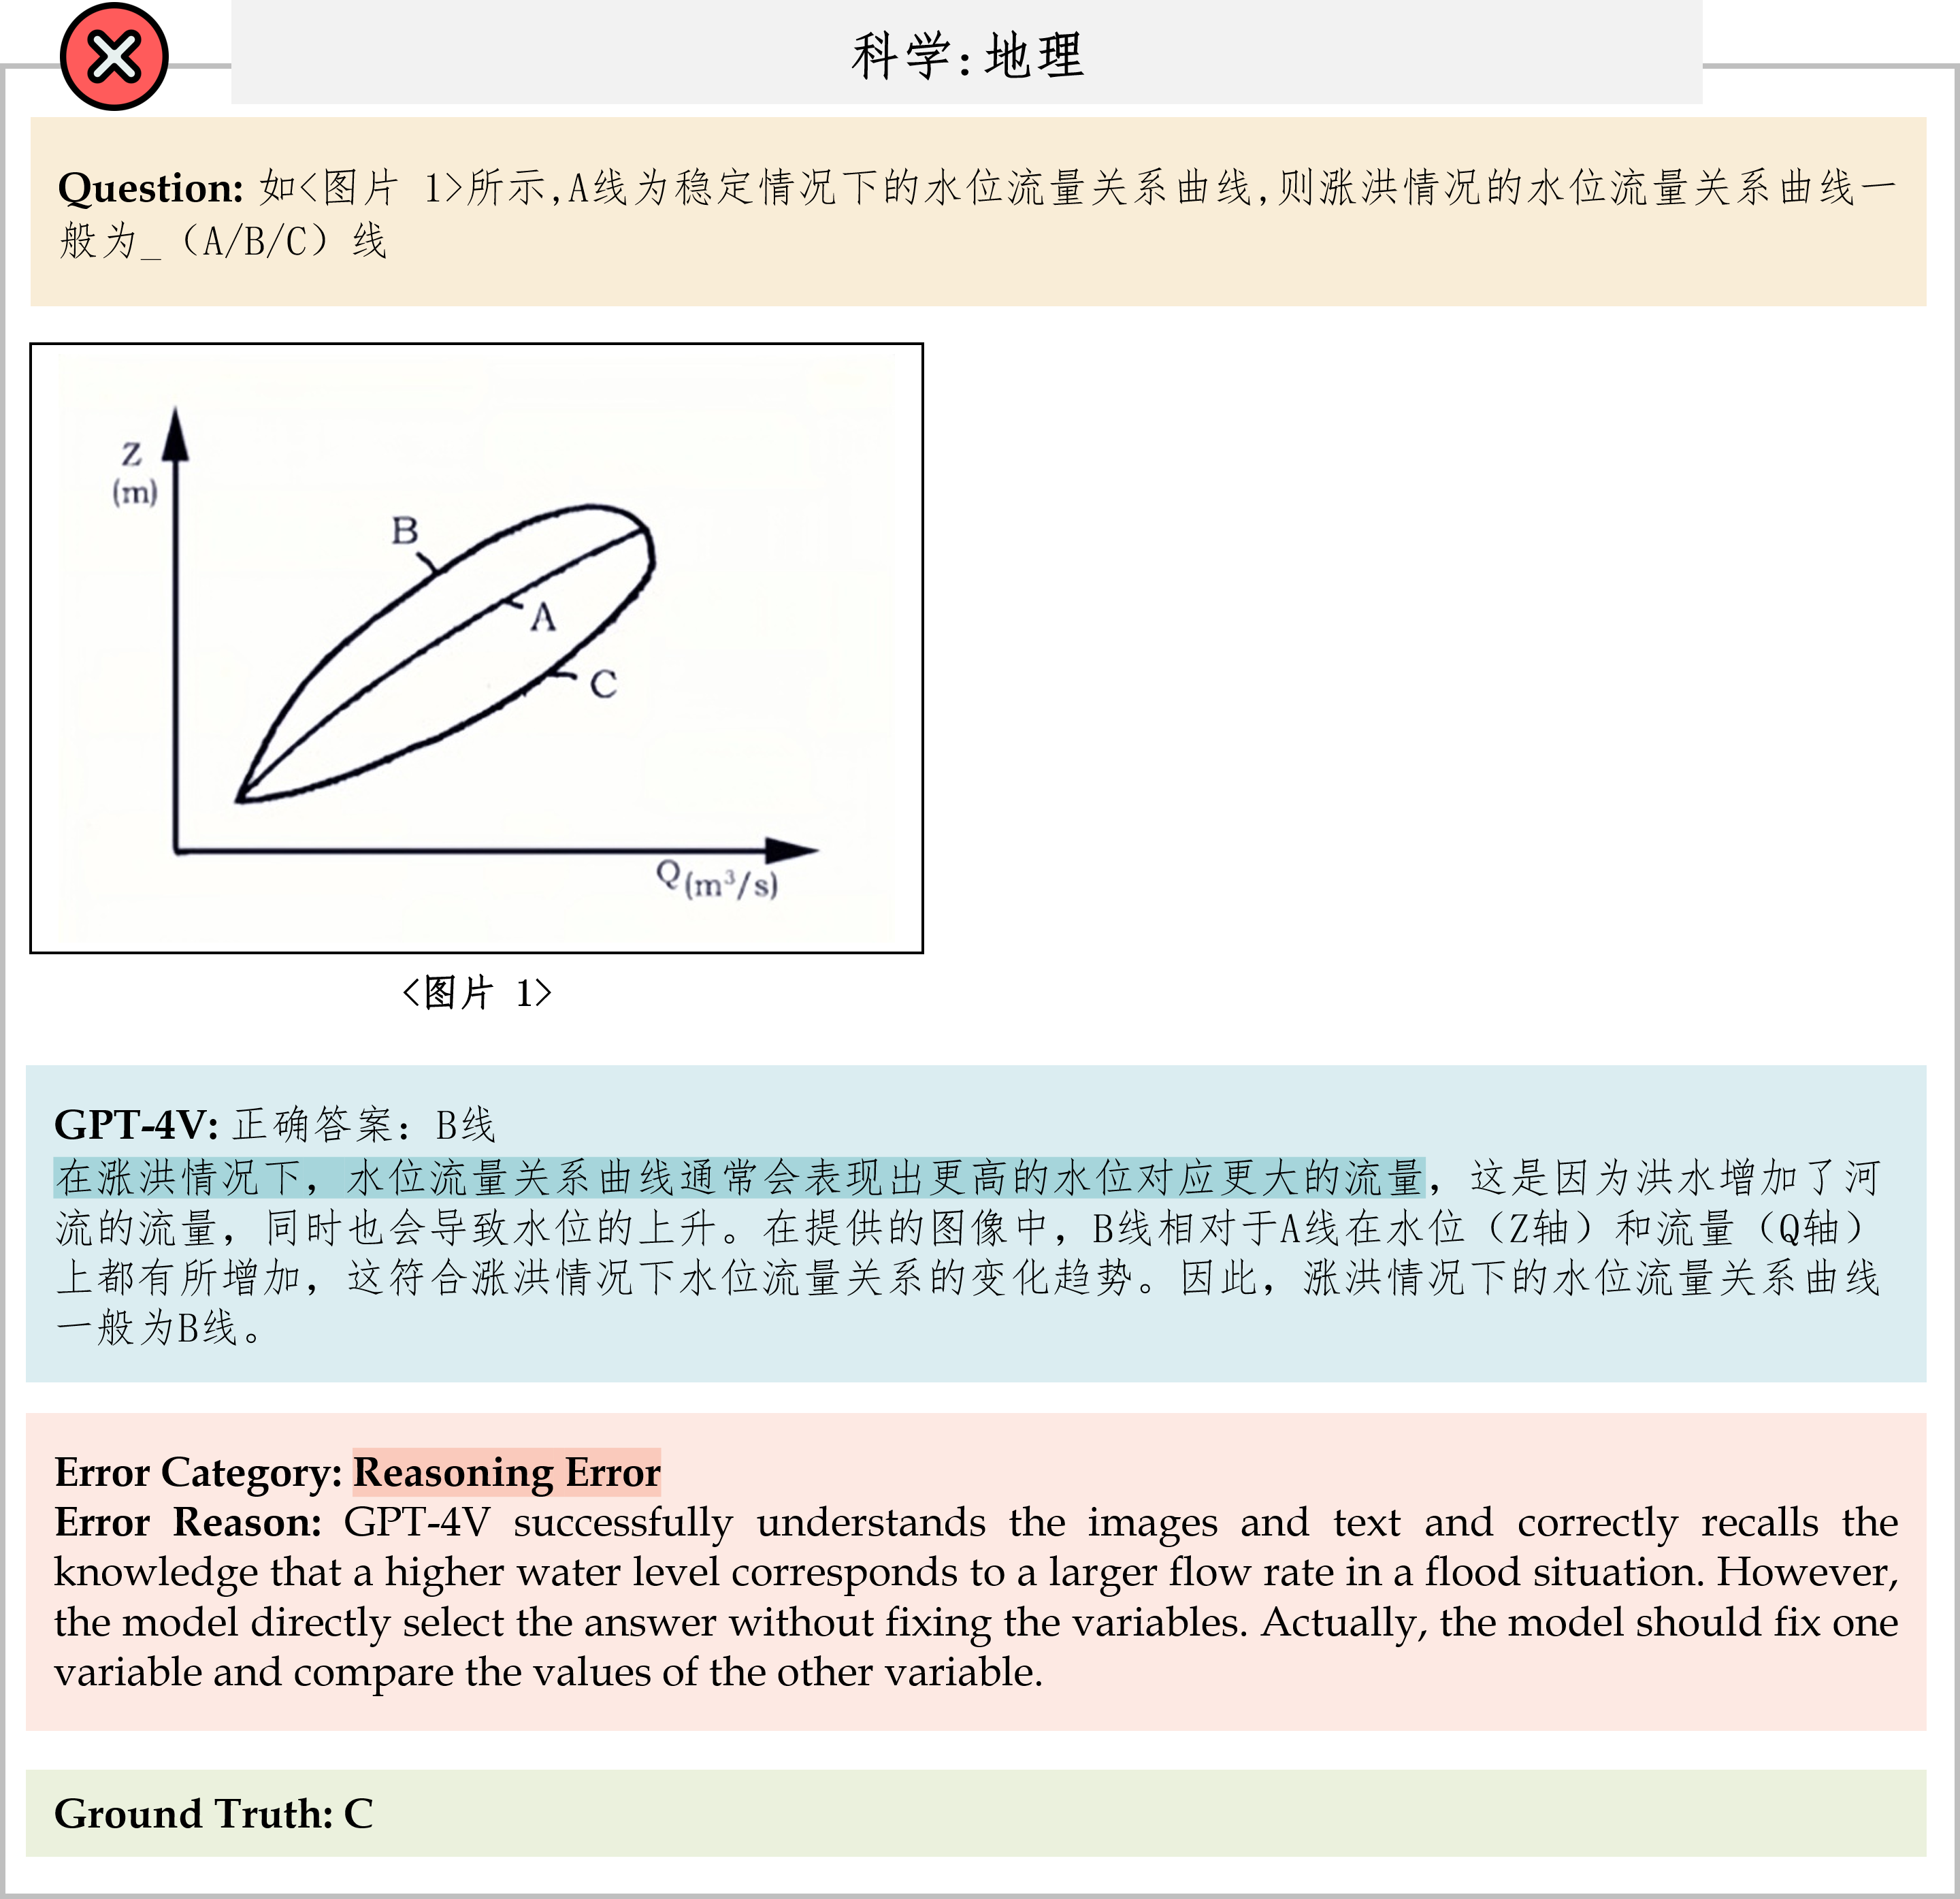 科学:地理
Question: 如<图片 1>所示,A线为稳定情况下的水位流量关系曲线,则涨洪情况的水位流量关系曲线一
般为_（A/B/C）线
Z
(m)
B
A
C
Q(m³/s)
<图片 1>
GPT-4V: 正确答案：B线
在涨洪情况下，水位流量关系曲线通常会表现出更高的水位对应更大的流量，这是因为洪水增加了河
流的流量，同时也会导致水位的上升。在提供的图像中，B线相对于A线在水位（Z轴）和流量（Q轴）
上都有所增加，这符合涨洪情况下水位流量关系的变化趋势。因此，涨洪情况下的水位流量关系曲线
一般为B线。
Error Category: Reasoning Error
Error Reason: GPT-4V successfully understands the images and text and correctly recalls the
knowledge that a higher water level corresponds to a larger flow rate in a flood situation. However,
the model directly select the answer without fixing the variables. Actually, the model should fix one
variable and compare the values of the other variable.
Ground Truth: C